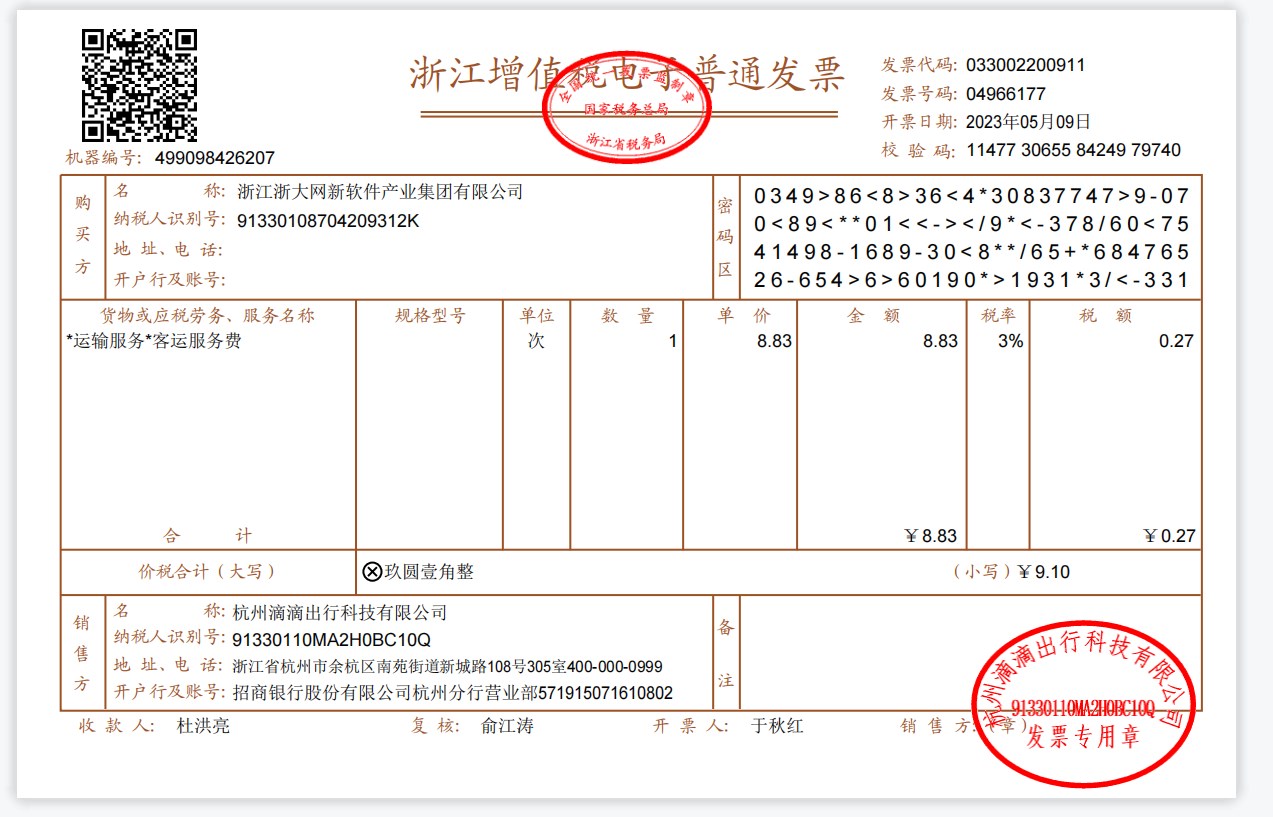 浙江增值税电子普通发票
全国统一发票监制章
国家税务总局
浙江省税务局
发票代码: 033002200911
发票号码: 04966177
开票日期: 2023年05月09日
校 验 码: 11477 30655 84249 79740
机器编号: 499098426207
购买方
名 称: 浙江浙大网新软件产业集团有限公司
纳税人识别号: 91330108704209312K
地 址、电 话:
开户行及账号:
密码区
0349>86<8>36<4*30837747>9-07
0<89<**01<<-></9*<-378/60<75
41498-1689-30<8**/65+*684765
26-654>6>60190*>1931*3/<-331
货物或应税劳务、服务名称 规格型号 单位 数 量 单 价 金 额 税率 税 额
*运输服务*客运服务费 次 1 8.83 8.83 3% 0.27
合 计 ￥8.83 ￥0.27
价税合计（大写） ⊗玖圆壹角整 （小写）￥9.10
销售方
名 称: 杭州滴滴出行科技有限公司
纳税人识别号: 91330110MA2H0BC10Q
地 址、电 话: 浙江省杭州市余杭区南苑街道新城路108号305室400-000-0999
开户行及账号: 招商银行股份有限公司杭州分行营业部571915071610802
备注
收 款 人: 杜洪亮 复 核: 俞江涛 开 票 人: 于秋红 销 售 方:（章）
杭州滴滴出行科技有限公司
91330110MA2H0BC10Q
发票专用章